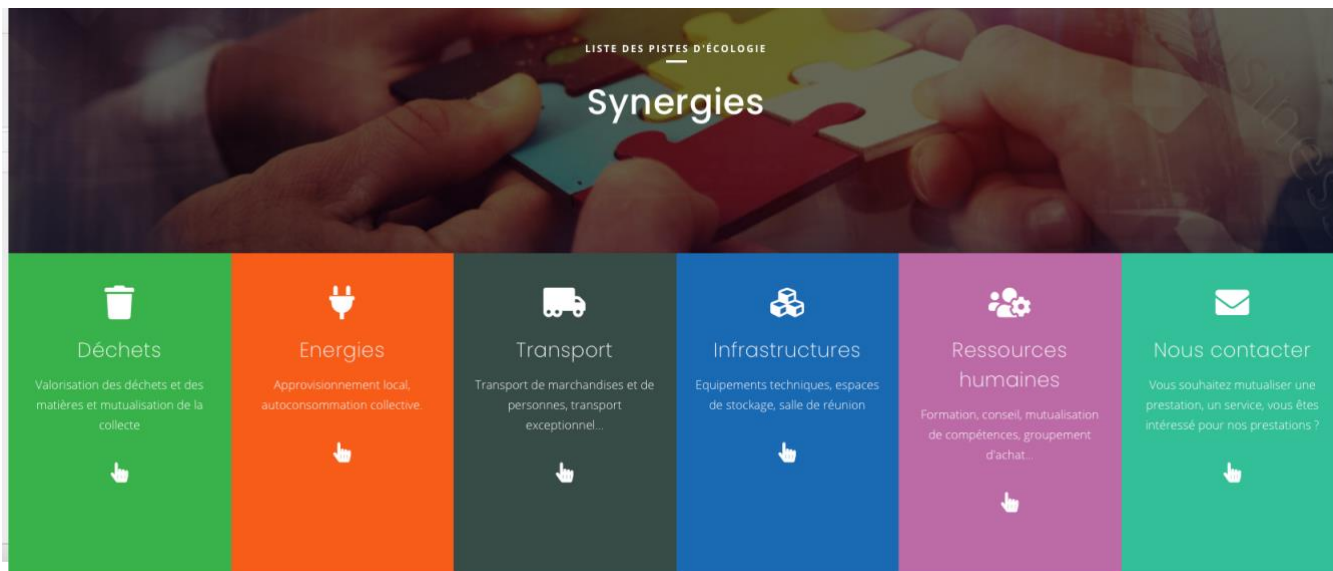 LISTE DES PISTES D'ÉCOLOGIE
Synergies
Déchets
Valorisation des déchets et des
matières et mutualisation de la
collecte
Energies
Approvisionnement local,
autoconsommation collective.
Transport
Transport de marchandises et de
personnes, transport
exceptionnel...
Infrastructures
Equipements techniques, espaces
de stockage, salle de réunion
Ressources
humaines
Formation, conseil, mutualisation
de compétences, groupement
d'achat...
Nous contacter
Vous souhaitez mutualiser une
prestation, un service, vous êtes
intéressé pour nos prestations ?